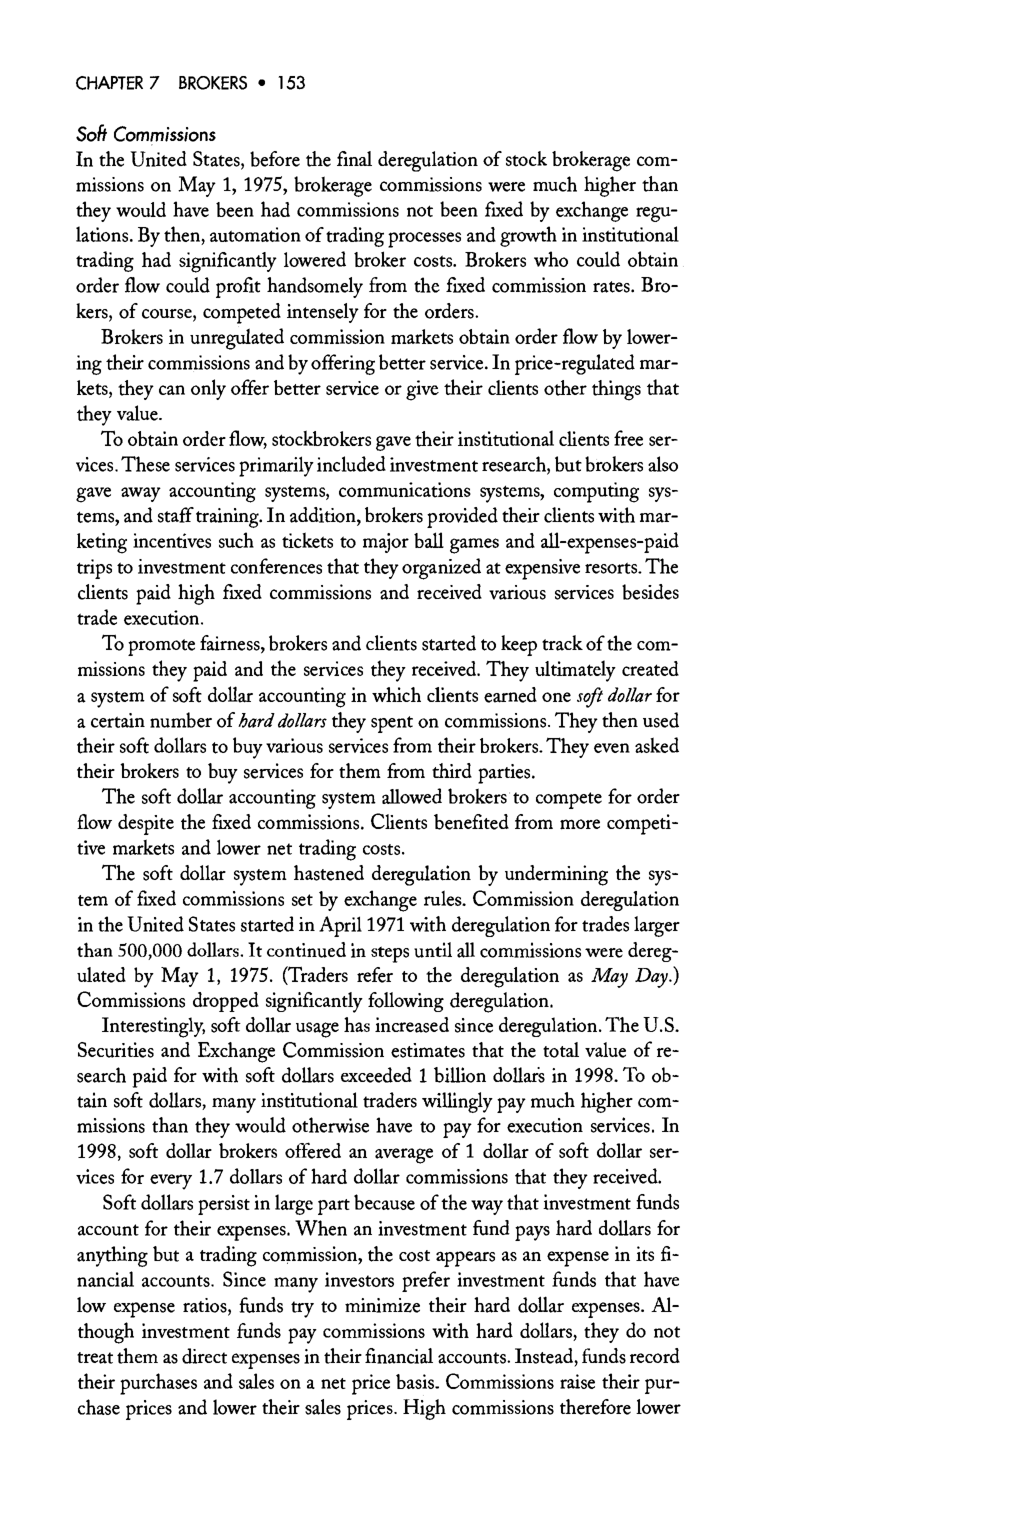 CHAPTER 7 BROKERS • 153
Soft Commissions
In the United States, before the final deregulation of stock brokerage com-
missions on May 1, 1975, brokerage commissions were much higher than
they would have been had commissions not been fixed by exchange regu-
lations. By then, automation of trading processes and growth in institutional
trading had significantly lowered broker costs. Brokers who could obtain
order flow could profit handsomely from the fixed commission rates. Bro-
kers, of course, competed intensely for the orders.
Brokers in unregulated commission markets obtain order flow by lower-
ing their commissions and by offering better service. In price-regulated mar-
kets, they can only offer better service or give their clients other things that
they value.
To obtain order flow, stockbrokers gave their institutional clients free ser-
vices. These services primarily included investment research, but brokers also
gave away accounting systems, communications systems, computing sys-
tems, and staff training. In addition, brokers provided their clients with mar-
keting incentives such as tickets to major ball games and all-expenses-paid
trips to investment conferences that they organized at expensive resorts. The
clients paid high fixed commissions and received various services besides
trade execution.
To promote fairness, brokers and clients started to keep track of the com-
missions they paid and the services they received. They ultimately created
a system of soft dollar accounting in which clients earned one soft dollar for
a certain number of hard dollars they spent on commissions. They then used
their soft dollars to buy various services from their brokers. They even asked
their brokers to buy services for them from third parties.
The soft dollar accounting system allowed brokers to compete for order
flow despite the fixed commissions. Clients benefited from more competi-
tive markets and lower net trading costs.
The soft dollar system hastened deregulation by undermining the sys-
tem of fixed commissions set by exchange rules. Commission deregulation
in the United States started in April 1971 with deregulation for trades larger
than 500,000 dollars. It continued in steps until all commissions were dereg-
ulated by May 1, 1975. (Traders refer to the deregulation as May Day.)
Commissions dropped significantly following deregulation.
Interestingly, soft dollar usage has increased since deregulation. The U.S.
Securities and Exchange Commission estimates that the total value of re-
search paid for with soft dollars exceeded 1 billion dollars in 1998. To ob-
tain soft dollars, many institutional traders willingly pay much higher com-
missions than they would otherwise have to pay for execution services. In
1998, soft dollar brokers offered an average of 1 dollar of soft dollar ser-
vices for every 1.7 dollars of hard dollar commissions that they received.
Soft dollars persist in large part because of the way that investment funds
account for their expenses. When an investment fund pays hard dollars for
anything but a trading commission, the cost appears as an expense in its fi-
nancial accounts. Since many investors prefer investment funds that have
low expense ratios, funds try to minimize their hard dollar expenses. Al-
though investment funds pay commissions with hard dollars, they do not
treat them as direct expenses in their financial accounts. Instead, funds record
their purchases and sales on a net price basis. Commissions raise their pur-
chase prices and lower their sales prices. High commissions therefore lower